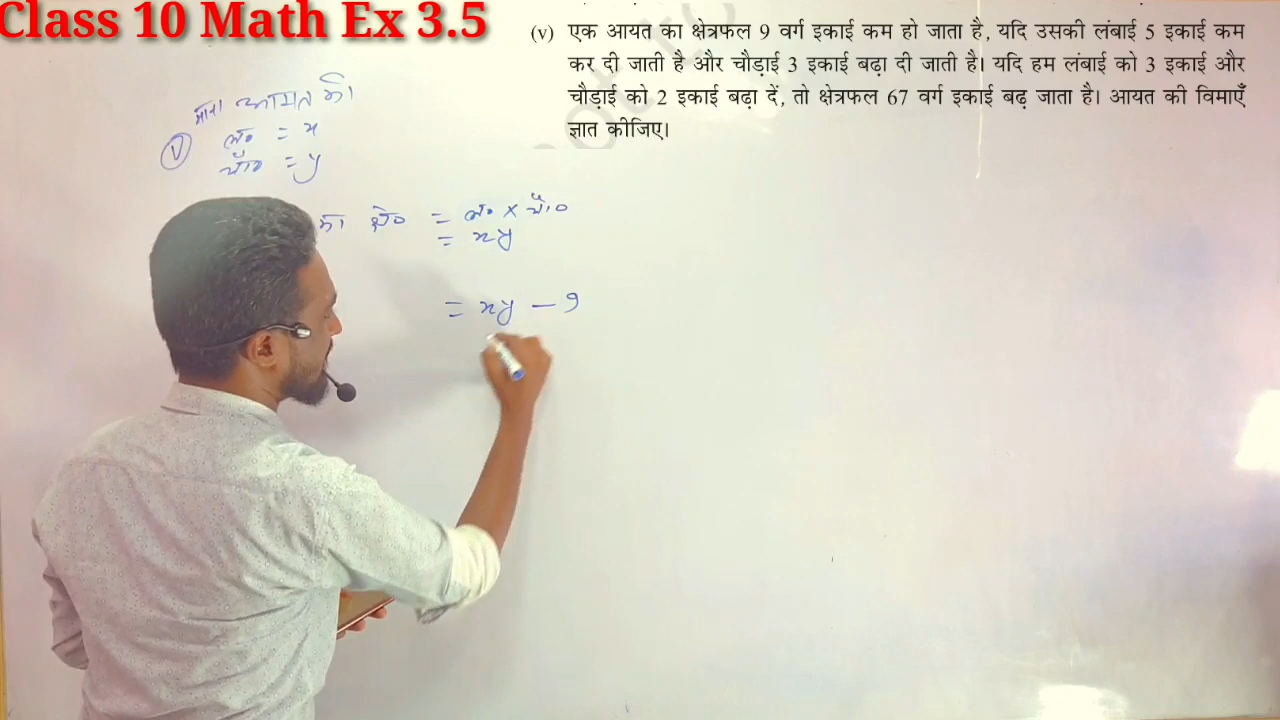 Class 10 Math Ex 3.5
(v) एक आयत का क्षेत्रफल 9 वर्ग इकाई कम हो जाता है, यदि उसकी लंबाई 5 इकाई कम
कर दी जाती है और चौड़ाई 3 इकाई बढ़ा दी जाती है। यदि हम लंबाई को 3 इकाई और
चौड़ाई को 2 इकाई बढ़ा दें, तो क्षेत्रफल 67 वर्ग इकाई बढ़ जाता है। आयत की विमाएँ
ज्ञात कीजिए।
माना आयत की
(V) ल० = x
चौ० = y
का क्षे० = ल० × चौ०
= xy
= xy - 9